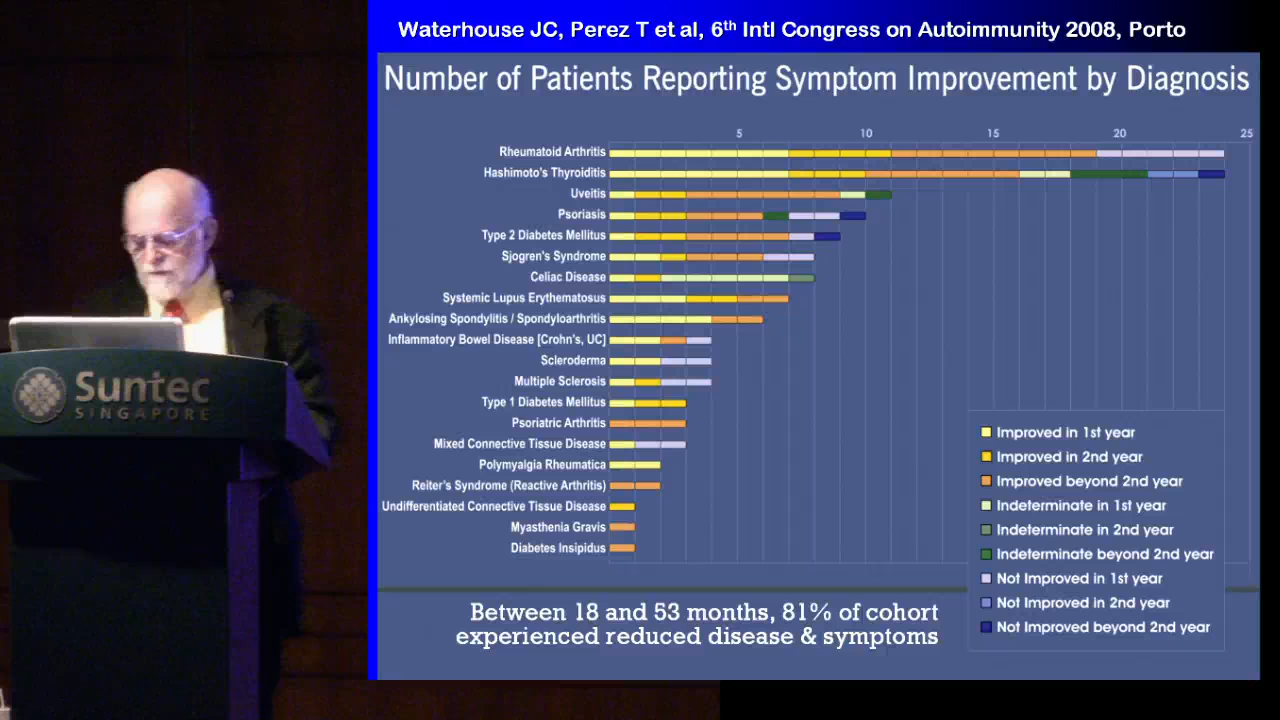 Waterhouse JC, Perez T et al, 6th Intl Congress on Autoimmunity 2008, Porto
Number of Patients Reporting Symptom Improvement by Diagnosis
5 10 15 20 25
Rheumatoid Arthritis
Hashimoto's Thyroiditis
Uveitis
Psoriasis
Type 2 Diabetes Mellitus
Sjogren's Syndrome
Celiac Disease
Systemic Lupus Erythematosus
Ankylosing Spondylitis / Spondyloarthritis
Inflammatory Bowel Disease [Crohn's, UC]
Scleroderma
Multiple Sclerosis
Type 1 Diabetes Mellitus
Psoriatric Arthritis
Mixed Connective Tissue Disease
Polymyalgia Rheumatica
Reiter's Syndrome (Reactive Arthritis)
Undifferentiated Connective Tissue Disease
Myasthenia Gravis
Diabetes Insipidus
Improved in 1st year
Improved in 2nd year
Improved beyond 2nd year
Indeterminate in 1st year
Indeterminate in 2nd year
Indeterminate beyond 2nd year
Not Improved in 1st year
Not Improved in 2nd year
Not Improved beyond 2nd year
Between 18 and 53 months, 81% of cohort
experienced reduced disease & symptoms
Suntec
SINGAPORE